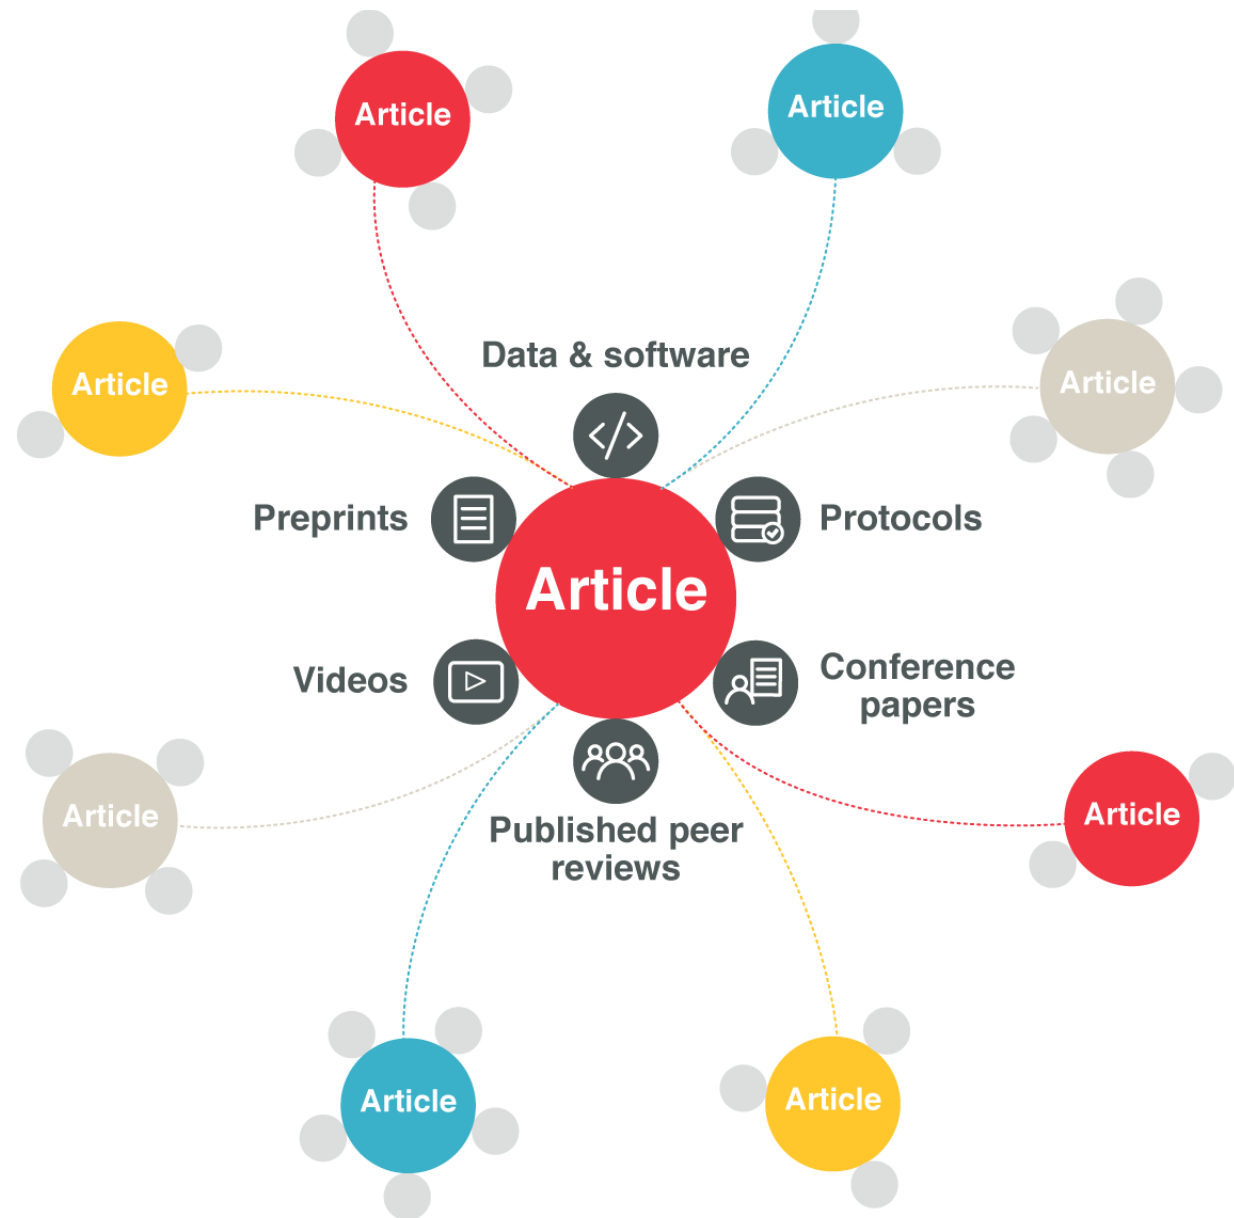 Article
Article
Data & software
Article
Article
Preprints
Protocols
Article
Videos
Conference
papers
Article
Article
Published peer
reviews
Article
Article